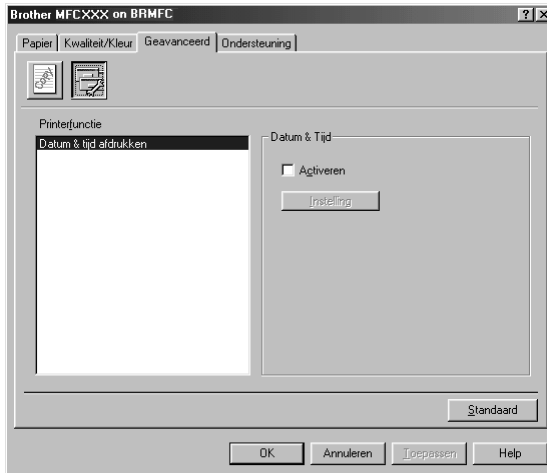 Brother MFCXXX on BRMFC
Papier Kwaliteit/Kleur Geavanceerd Ondersteuning
Copy
Printerfunctie
Datum & tijd afdrukken
Datum & Tijd
Activeren
Instelling
Standaard
OK Annuleren Toepassen Help